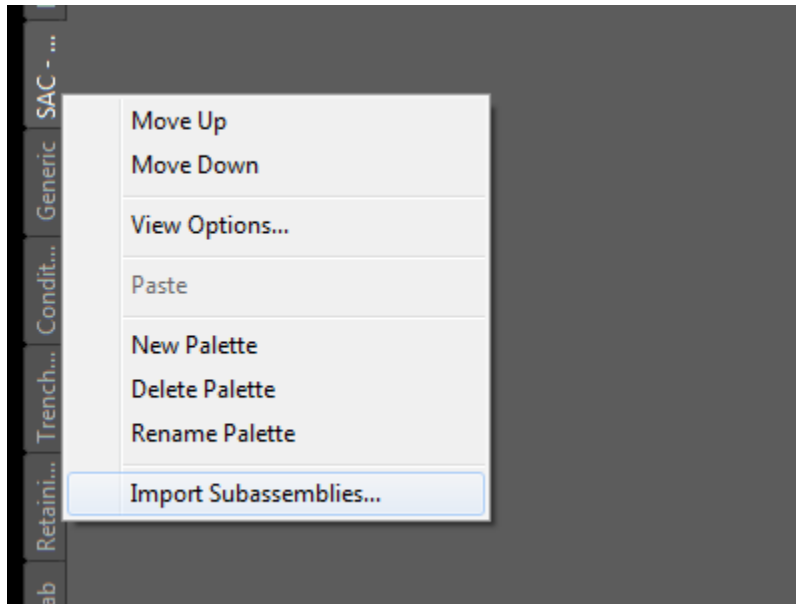 SAC - ...
Generic
Condit...
Trench...
Retaini...
ab
Move Up
Move Down
View Options...
Paste
New Palette
Delete Palette
Rename Palette
Import Subassemblies...